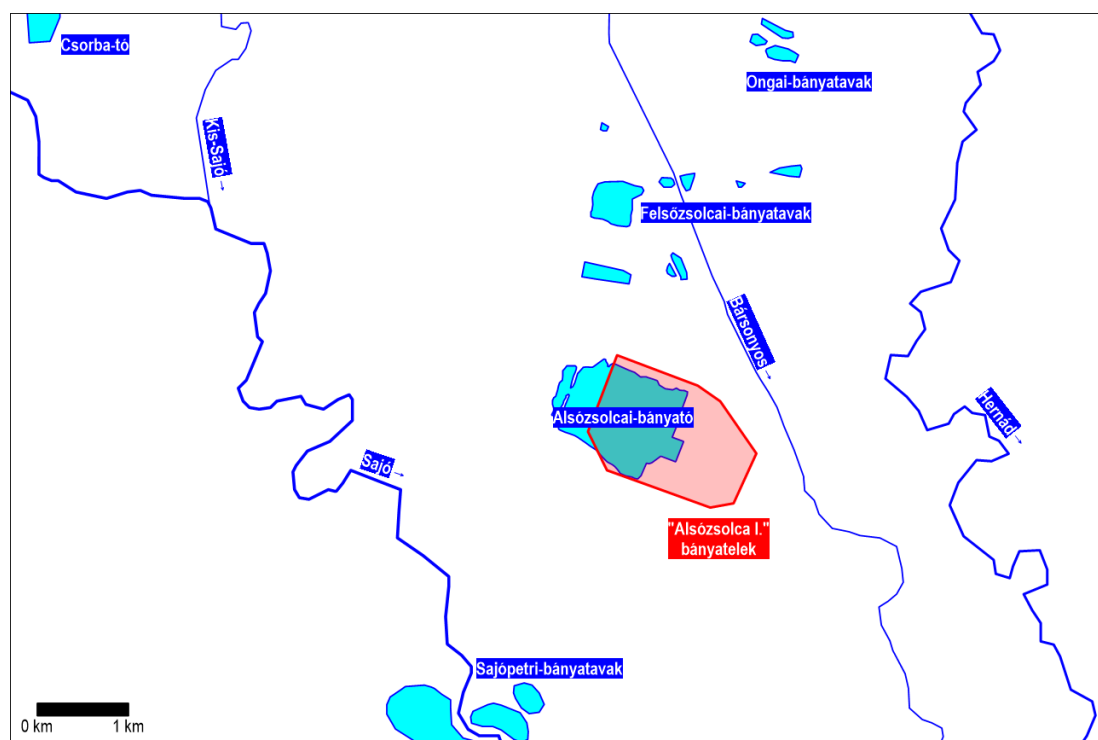 Csorba-tó
Ongai-bányatavak
Kis-Sajó
Felsőzsolcai-bányatavak
Bársonyos
Hernád
Alsózsolcai-bányató
Sajó
"Alsózsolca I."
bányatelek
Sajópetri-bányatavak
0 km
1 km